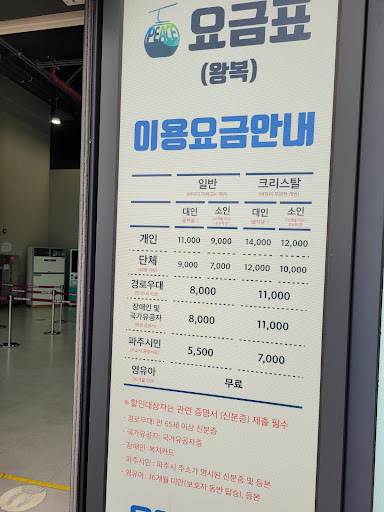 PEACE
요금표
(왕복)
이용요금안내
일반 크리스탈
대인 소인 대인 소인
개인 11,000 9,000 14,000 12,000
단체 9,000 7,000 12,000 10,000
경로우대 8,000 11,000
장애인 및
국가유공자 8,000 11,000
파주시민 5,500 7,000
영유아 무료
※ 할인대상자는 관련 증명서 (신분증) 제출 필수
- 경로우대: 만 65세 이상 신분증
- 국가유공자: 국가유공자증
- 장애인: 복지카드
- 파주시민 : 파주시 주소가 명시된 신분증 및 등본
- 영유아: 36개월 미만(보호자 동반 탑승), 등본